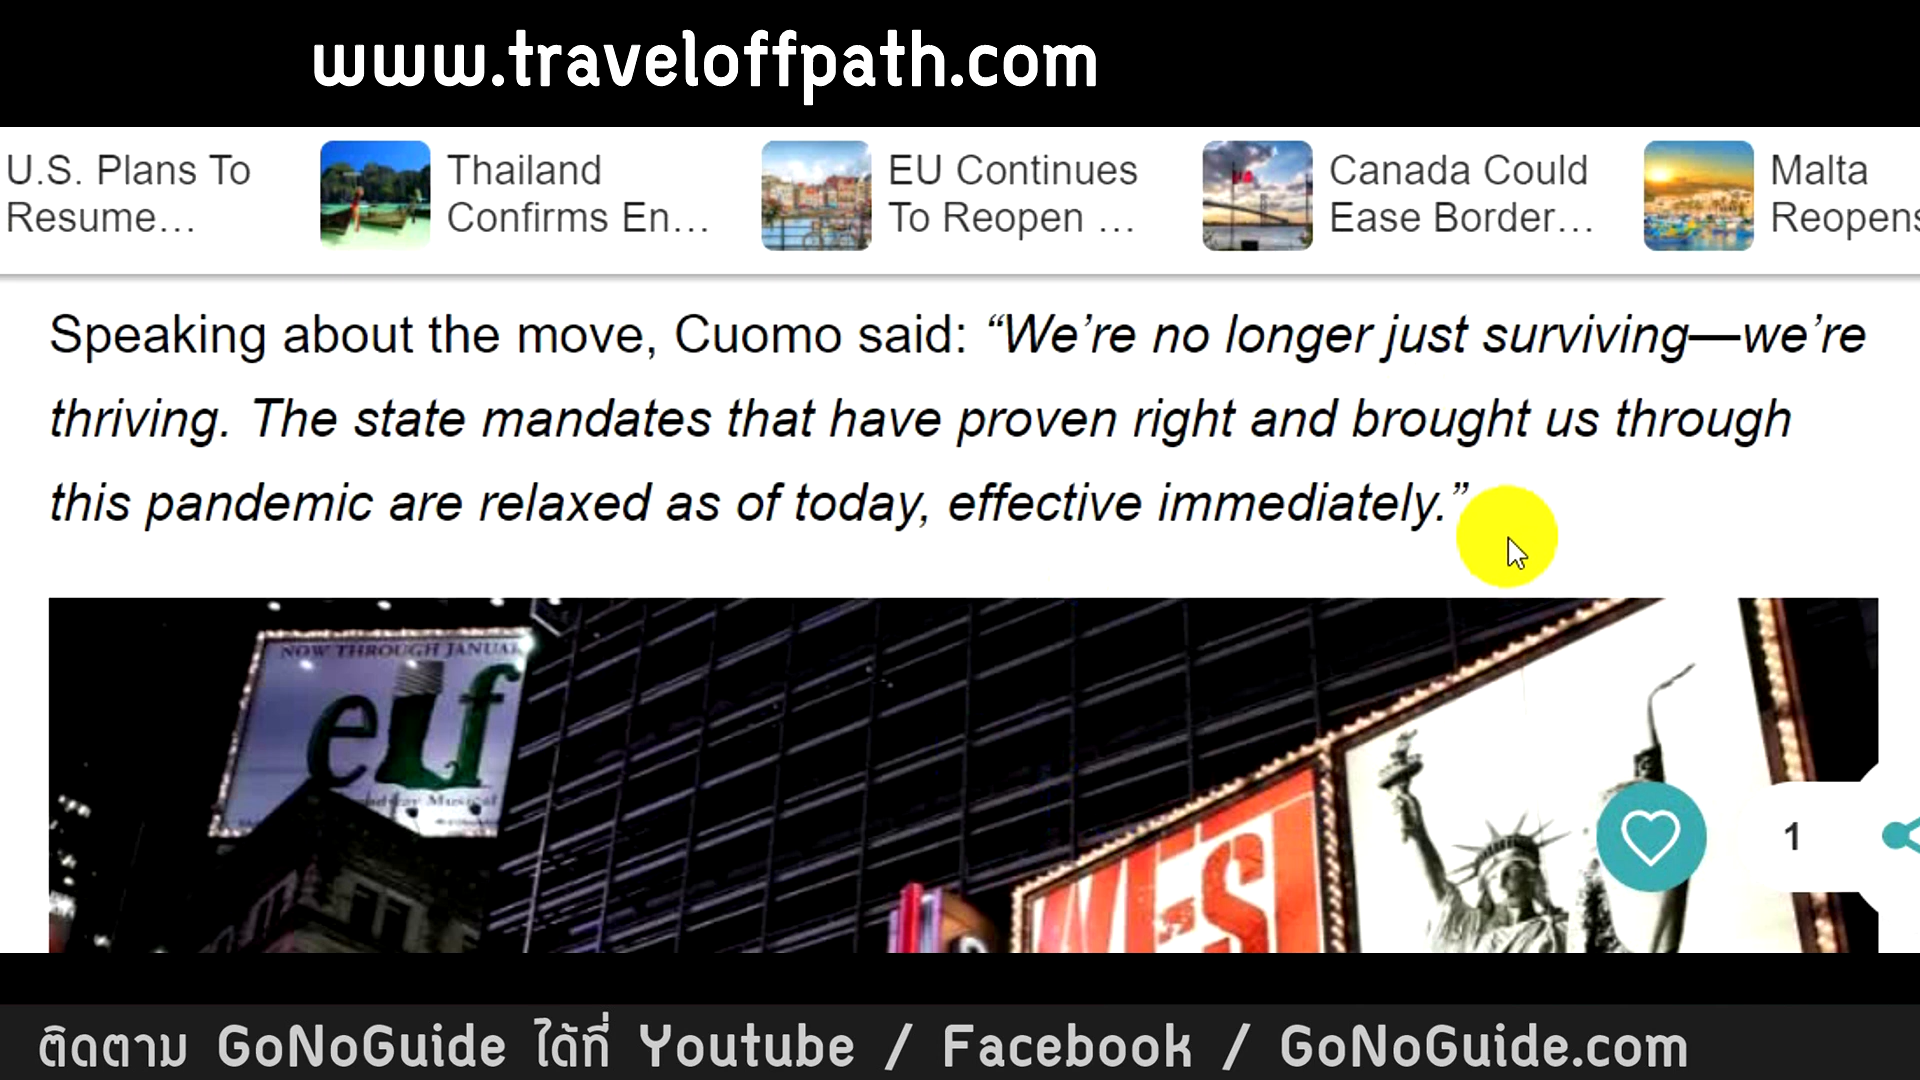 www.traveloffpath.com
U.S. Plans To
Resume...
Thailand
Confirms En...
EU Continues
To Reopen ...
Canada Could
Ease Border...
Malta
Reopens
Speaking about the move, Cuomo said: “We’re no longer just surviving—we’re
thriving. The state mandates that have proven right and brought us through
this pandemic are relaxed as of today, effective immediately.”
NOW THROUGH JANUAR
elf
Musical
WES
1
ติดตาม GoNoGuide ได้ที่ Youtube / Facebook / GoNoGuide.com